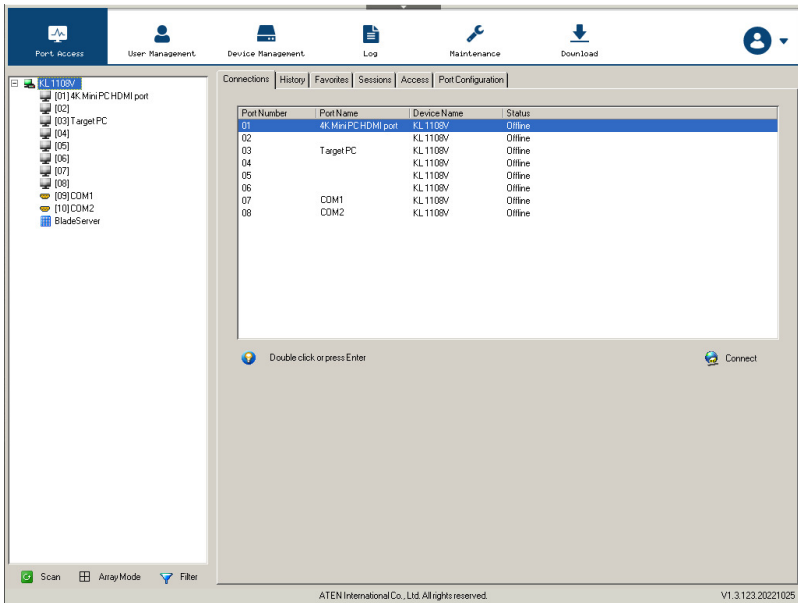 Port Access User Management Device Management Log Maintenance Download
KL1108V
[01]4K Mini PC HDMI port
[02]
[03]Target PC
[04]
[05]
[06]
[07]
[08]
[09]COM1
[10]COM2
BladeServer
Scan Array Mode Filter
Connections History Favorites Sessions Access Port Configuration
Port Number Port Name Device Name Status
01 4K Mini PC HDMI port KL1108V Offline
02 KL1108V Offline
03 Target PC KL1108V Offline
04 KL1108V Offline
05 KL1108V Offline
06 KL1108V Offline
07 COM1 KL1108V Offline
08 COM2 KL1108V Offline
Double click or press Enter Connect
ATEN International Co., Ltd. All rights reserved. V1.3.123.20221025